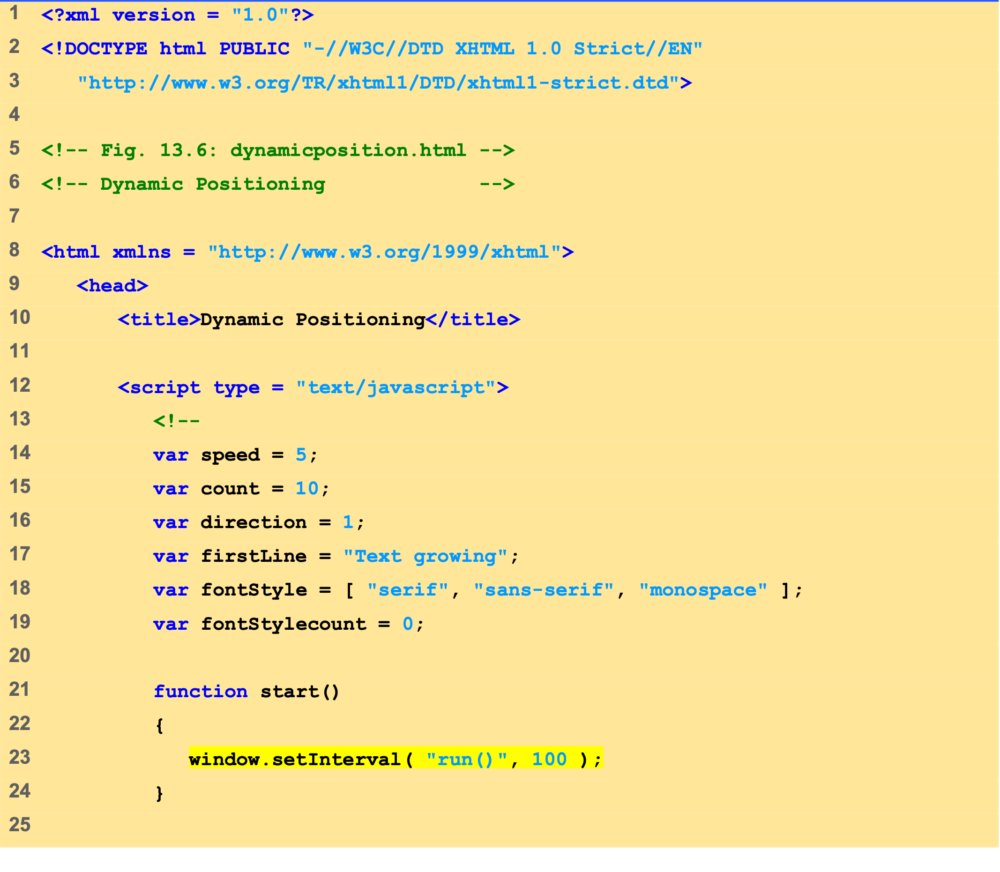 1 <?xml version = "1.0"?>
2 <!DOCTYPE html PUBLIC "-//W3C//DTD XHTML 1.0 Strict//EN"
3    "http://www.w3.org/TR/xhtml1/DTD/xhtml1-strict.dtd">
4
5 <!-- Fig. 13.6: dynamicposition.html -->
6 <!-- Dynamic Positioning             -->
7
8 <html xmlns = "http://www.w3.org/1999/xhtml">
9    <head>
10       <title>Dynamic Positioning</title>
11
12       <script type = "text/javascript">
13          <!--
14          var speed = 5;
15          var count = 10;
16          var direction = 1;
17          var firstLine = "Text growing";
18          var fontStyle = [ "serif", "sans-serif", "monospace" ];
19          var fontStylecount = 0;
20
21          function start()
22          {
23             window.setInterval( "run()", 100 );
24          }
25